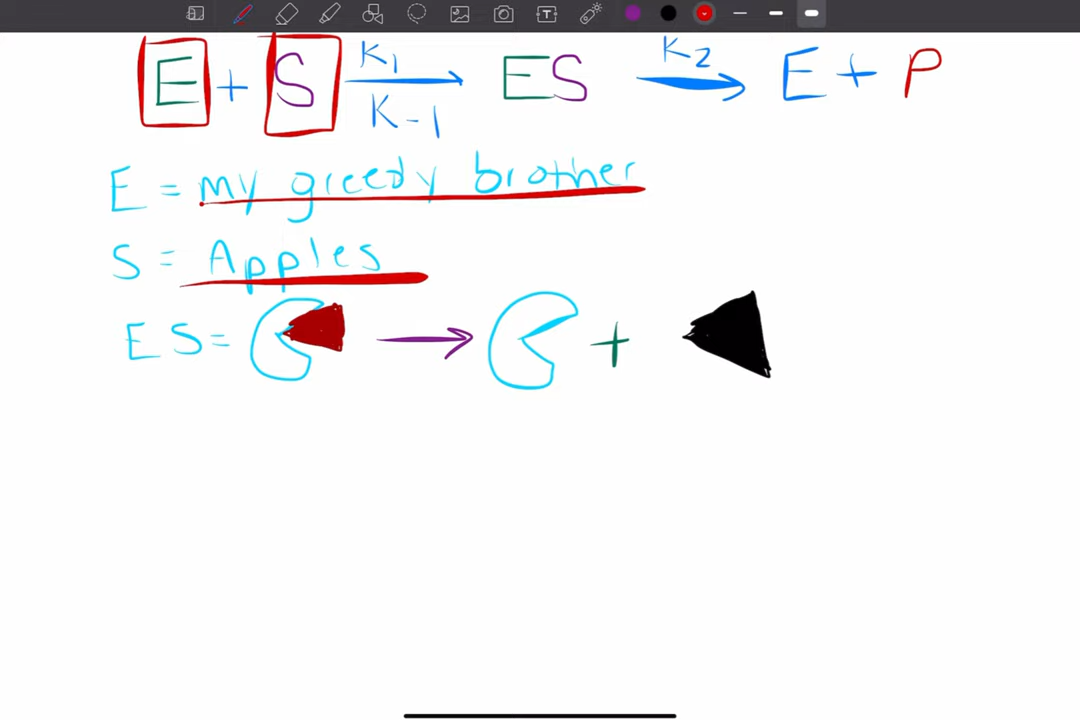 E + S K1 K-1 ES K2 E + P
E = my greedy brother
S = Apples
ES= +